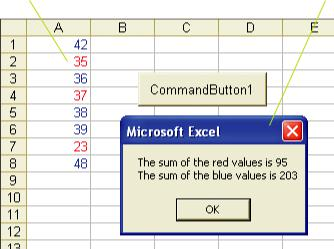 A B C D E
1 42
2 35
3 36
4 37
5 38
6 39
7 23
8 48
9
10
11
12
13
CommandButton1
Microsoft Excel
The sum of the red values is 95
The sum of the blue values is 203
OK